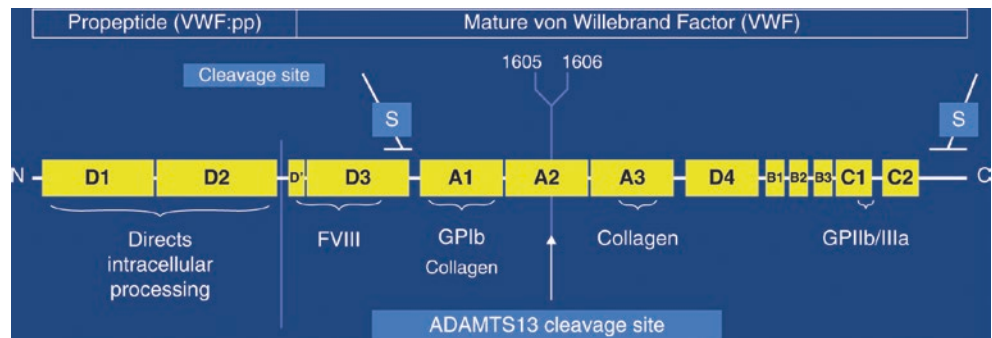 Propeptide (VWF:pp) Mature von Willebrand Factor (VWF)
1605 1606
Cleavage site
S S
N D1 D2 D' D3 A1 A2 A3 D4 B1 B2 B3 C1 C2 C
Directs
intracellular
processing
FVIII
GPIb
Collagen
Collagen
GPIIb/IIIa
ADAMTS13 cleavage site